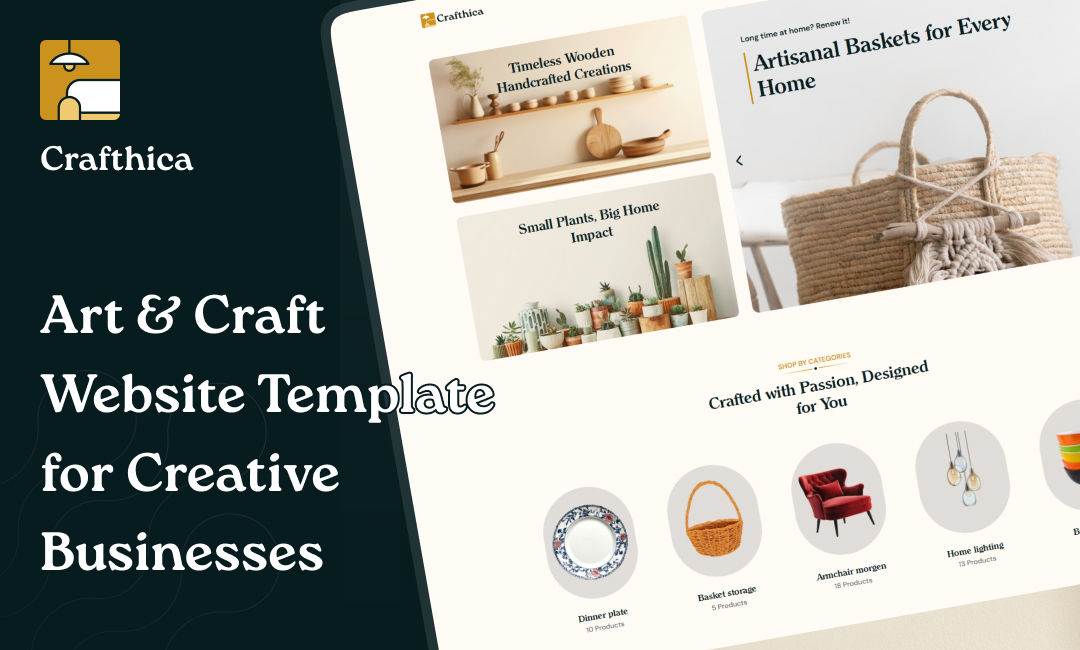 Crafthica
Art & Craft
Website Template
for Creative
Businesses
Crafthica
Timeless Wooden
Handcrafted Creations
Small Plants, Big Home
Impact
Long time at home? Renew it!
Artisanal Baskets for Every
Home
SHOP BY CATEGORIES
Crafted with Passion, Designed
for You
Dinner plate
10 Products
Basket storage
5 Products
Armchair morgen
18 Products
Home lighting
13 Products
B